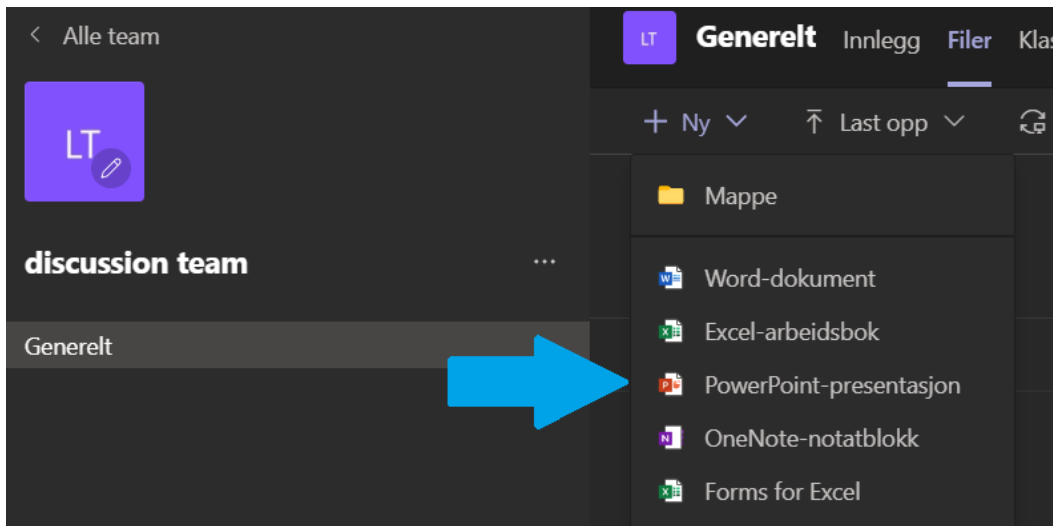 Alle team
LT
discussion team
...
Generelt
LT Generelt Innlegg Filer Klas
+ Ny Last opp
Mappe
Word-dokument
Excel-arbeidsbok
PowerPoint-presentasjon
OneNote-notatblokk
Forms for Excel